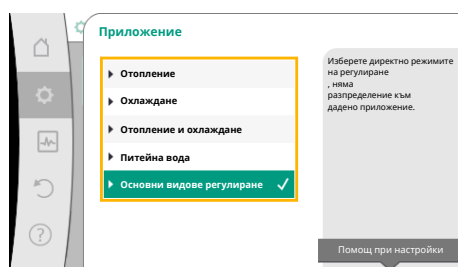 Приложение
Отопление
Охлаждане
Отопление и охлаждане
Питейна вода
Основни видове регулиране
Изберете директно режимите
на регулиране
, няма
разпределение към
дадено приложение.
Помощ при настройки